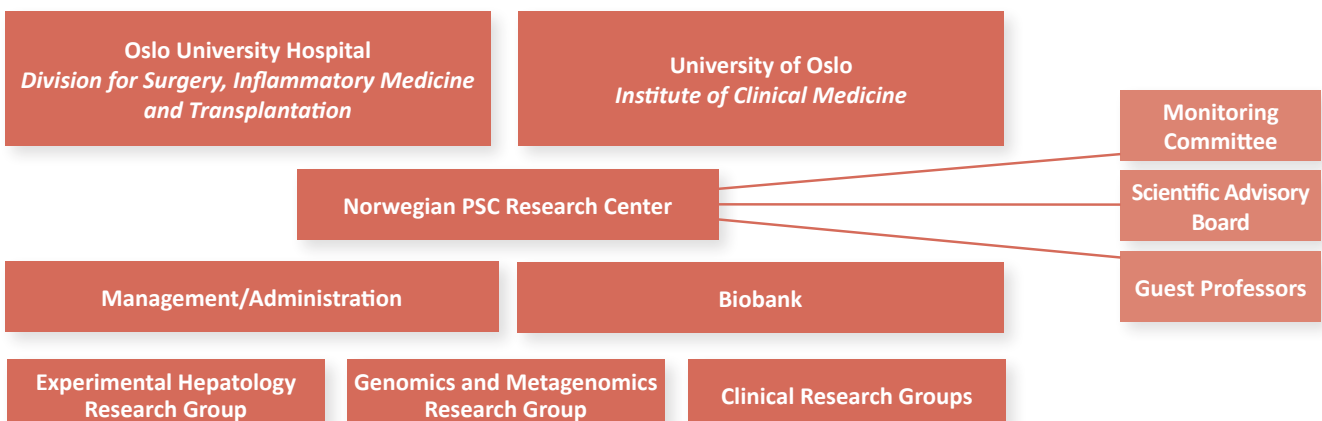 Oslo University Hospital
Division for Surgery, Inflammatory Medicine
and Transplantation
University of Oslo
Institute of Clinical Medicine
Monitoring
Committee
Norwegian PSC Research Center
Scientific Advisory
Board
Guest Professors
Management/Administration
Biobank
Experimental Hepatology
Research Group
Genomics and Metagenomics
Research Group
Clinical Research Groups